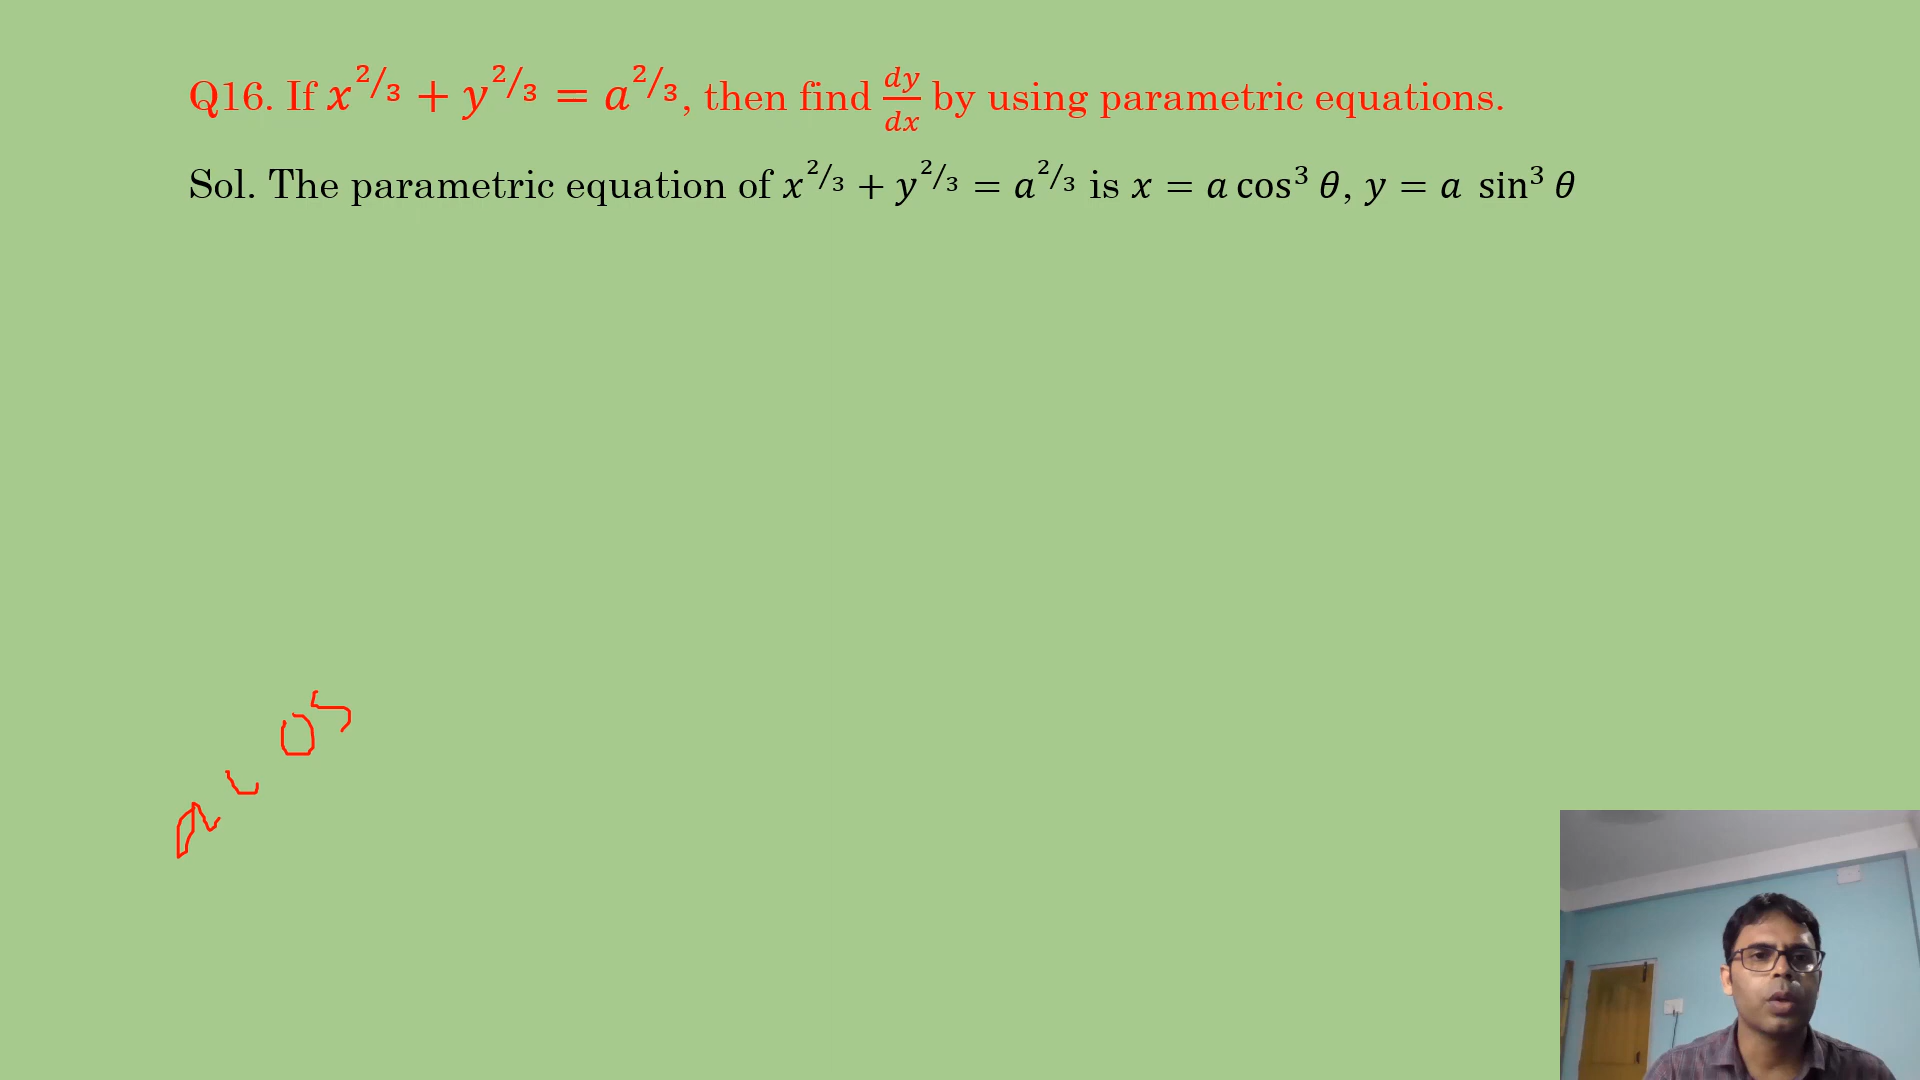 Q16. If x^{2/3} + y^{2/3} = a^{2/3}, then find dy/dx by using parametric equations.
Sol. The parametric equation of x^{2/3} + y^{2/3} = a^{2/3} is x = a cos³ θ, y = a sin³ θ
a cos